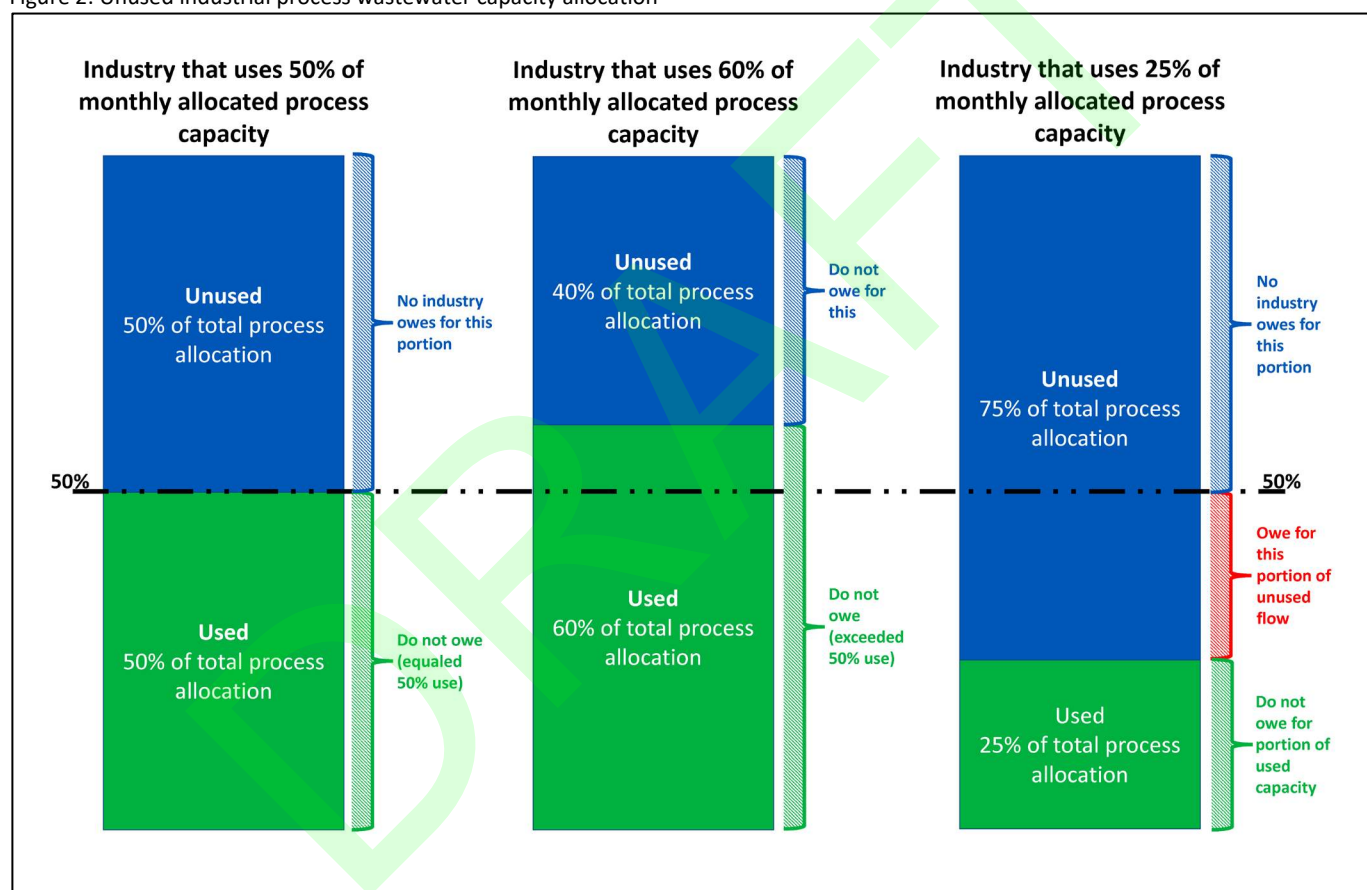 Figure 2. Unused industrial process wastewater capacity allocation
Industry that uses 50% of
monthly allocated process
capacity
Unused
50% of total process
allocation
No industry
owes for this
portion
50%
Used
50% of total process
allocation
Do not owe
(equaled
50% use)
Industry that uses 60% of
monthly allocated process
capacity
Unused
40% of total process
allocation
Do not
owe for
this
Used
60% of total process
allocation
Do not
owe
(exceeded
50% use)
Industry that uses 25% of
monthly allocated process
capacity
Unused
75% of total process
allocation
No
industry
owes for
this
portion
50%
Owe for
this
portion of
unused
flow
Used
25% of total process
allocation
Do not
owe for
portion of
used
capacity
DRAFT